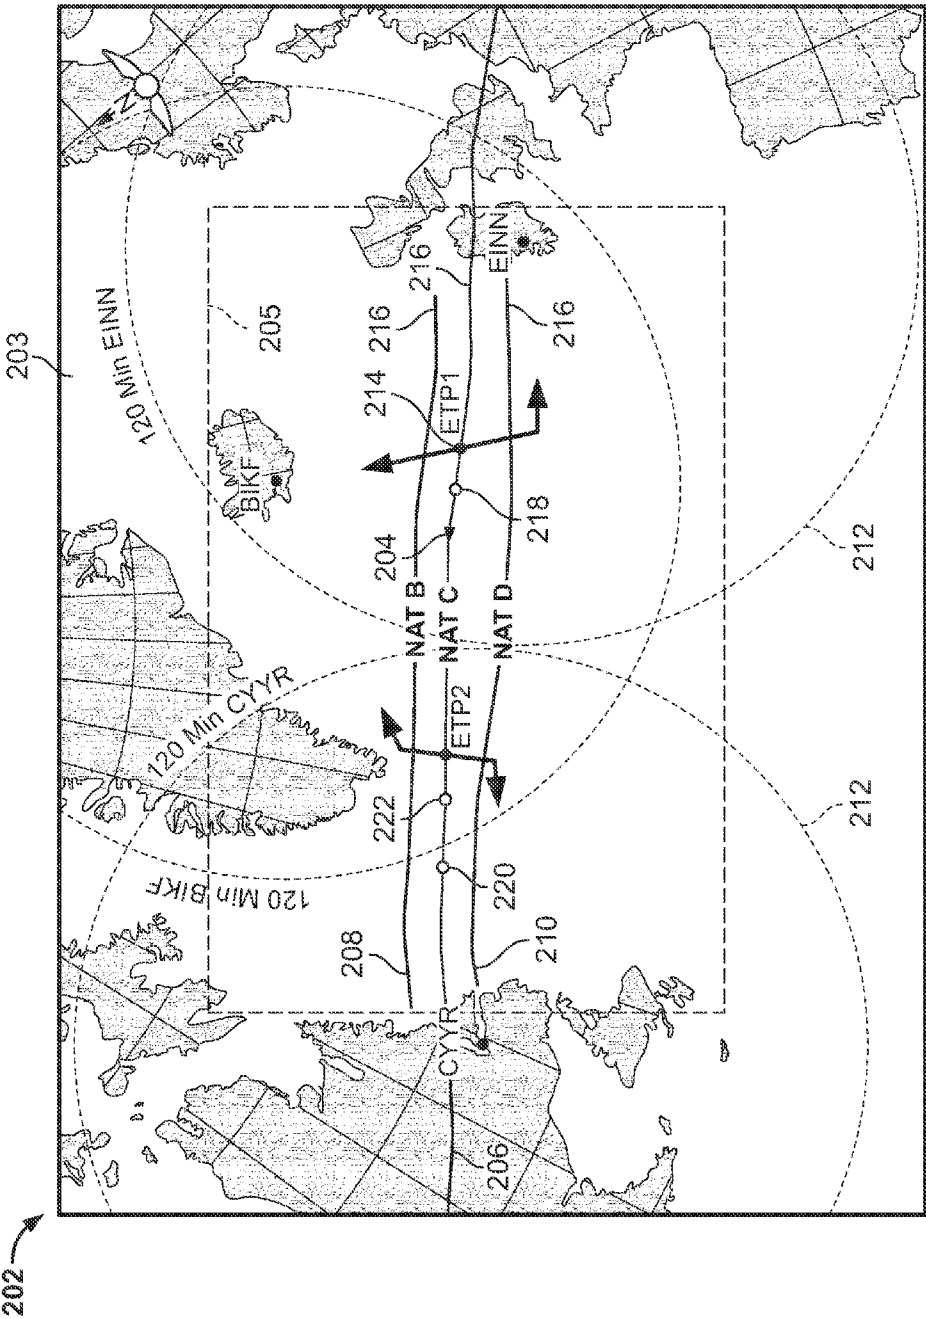 202
203
N
120 Min EINN
205
BIKF
120 Min CYYR
120 Min BIKF
216
216
216
214
ETP1
EINN
218
204
NAT B
NAT C
NAT D
ETP2
222
220
208
210
CYYR
206
212
212